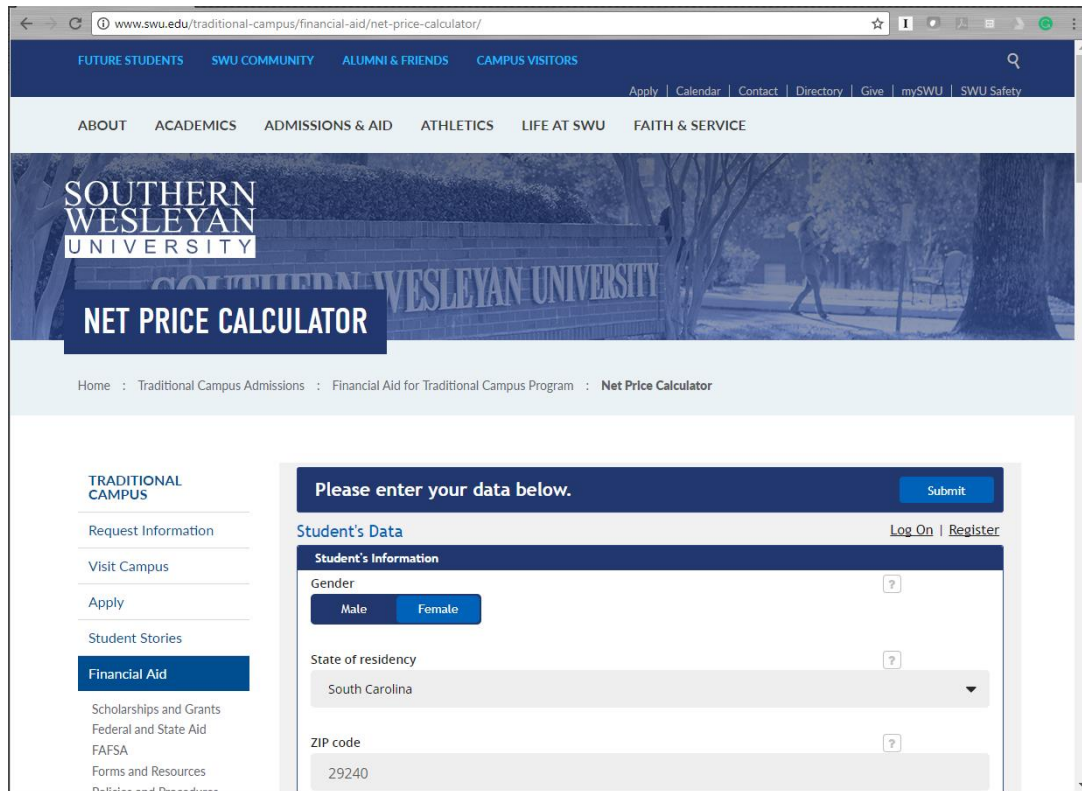 www.swu.edu/traditional-campus/financial-aid/net-price-calculator/
FUTURE STUDENTS SWU COMMUNITY ALUMNI & FRIENDS CAMPUS VISITORS
Apply | Calendar | Contact | Directory | Give | mySWU | SWU Safety
ABOUT ACADEMICS ADMISSIONS & AID ATHLETICS LIFE AT SWU FAITH & SERVICE
SOUTHERN
WESLEYAN
UNIVERSITY
SOUTHERN WESLEYAN UNIVERSITY
NET PRICE CALCULATOR
Home : Traditional Campus Admissions : Financial Aid for Traditional Campus Program : Net Price Calculator
TRADITIONAL
CAMPUS
Request Information
Visit Campus
Apply
Student Stories
Financial Aid
Scholarships and Grants
Federal and State Aid
FAFSA
Forms and Resources
Policies and Procedures
Please enter your data below.
Submit
Student's Data
Log On | Register
Student's Information
Gender ?
Male Female
State of residency ?
South Carolina
ZIP code ?
29240